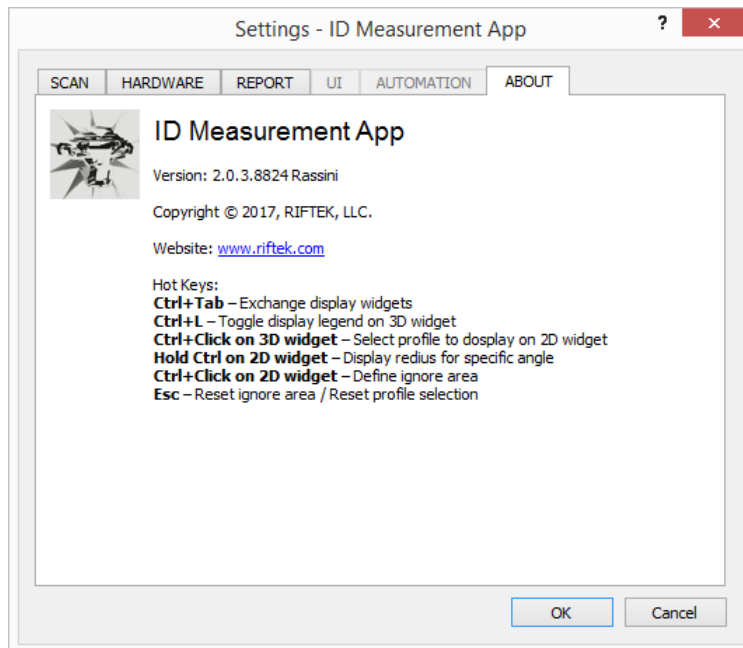 Settings - ID Measurement App
?
SCAN HARDWARE REPORT UI AUTOMATION ABOUT
ID Measurement App
Version: 2.0.3.8824 Rassini
Copyright © 2017, RIFTEK, LLC.
Website: www.riftek.com
Hot Keys:
Ctrl+Tab – Exchange display widgets
Ctrl+L – Toggle display legend on 3D widget
Ctrl+Click on 3D widget – Select profile to dosplay on 2D widget
Hold Ctrl on 2D widget – Display redius for specific angle
Ctrl+Click on 2D widget – Define ignore area
Esc – Reset ignore area / Reset profile selection
OK Cancel